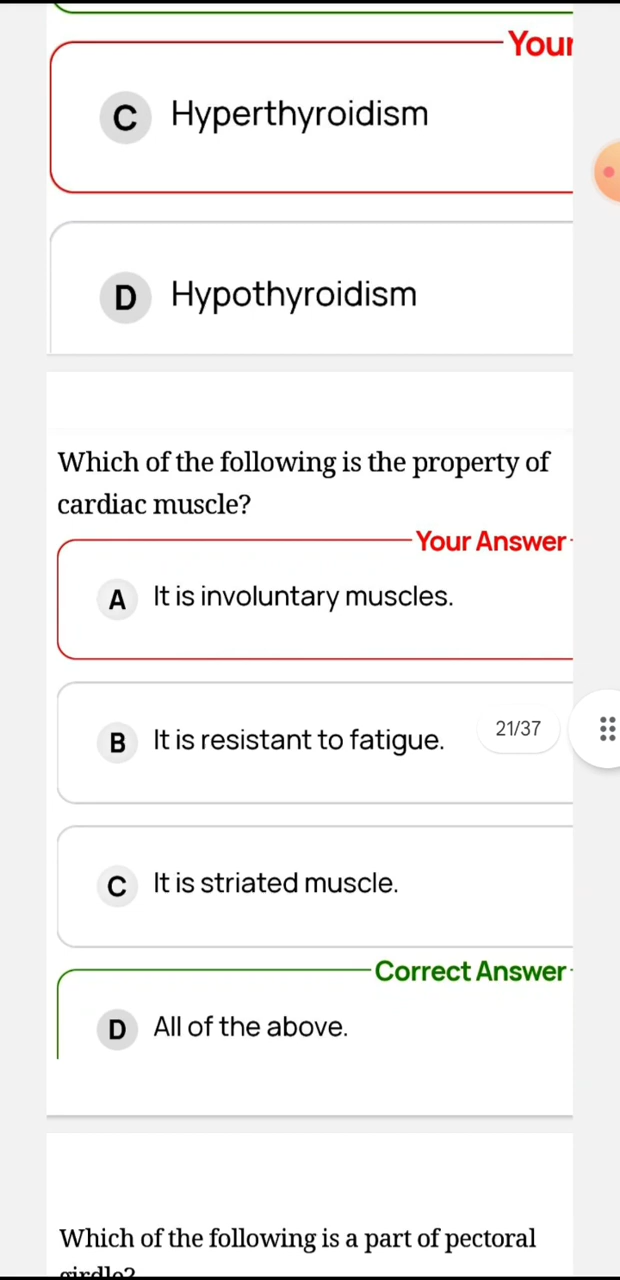 Your
C Hyperthyroidism
D Hypothyroidism
Which of the following is the property of
cardiac muscle?
Your Answer
A It is involuntary muscles.
B It is resistant to fatigue.
21/37
C It is striated muscle.
Correct Answer
D All of the above.
Which of the following is a part of pectoral
girdle?